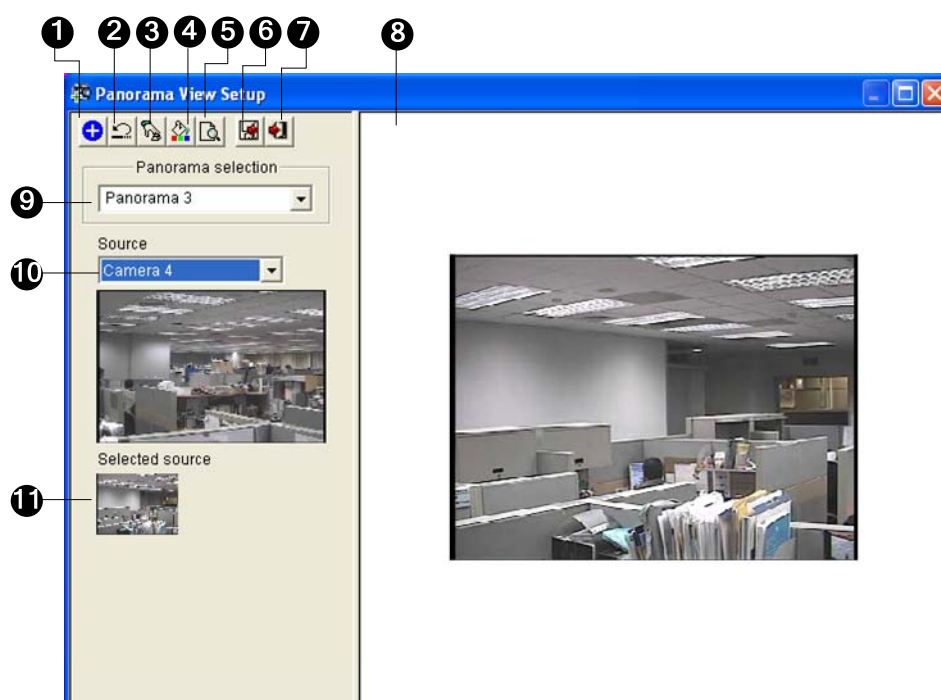 1 2 3 4 5 6 7 8
Panorama View Setup
Panorama selection
9
Panorama 3
Source
10
Camera 4
Selected source
11